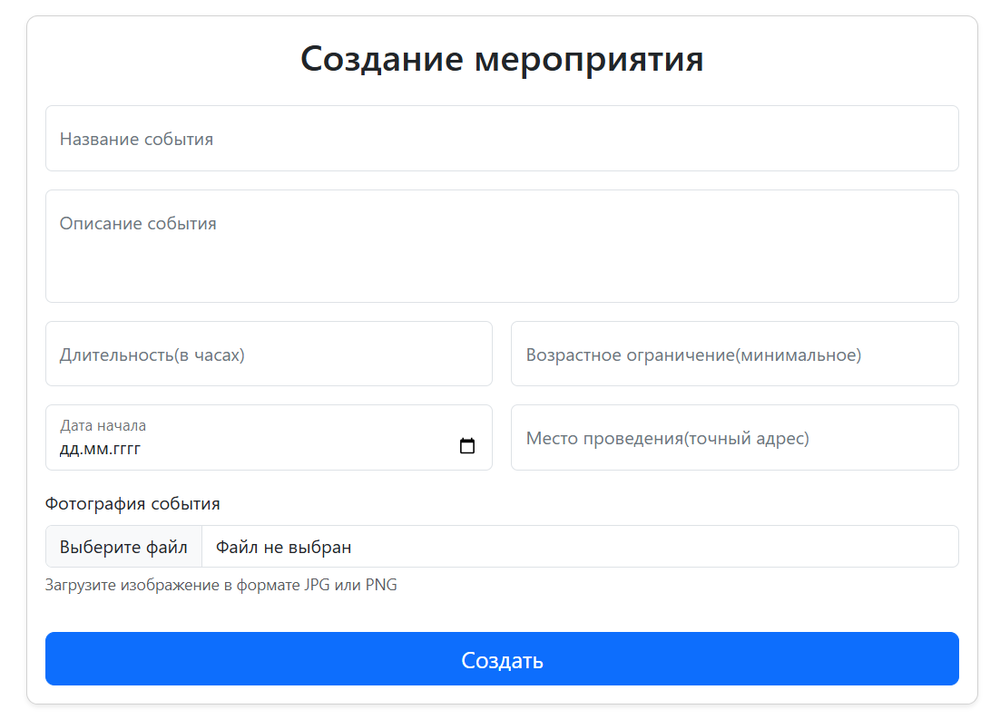 Создание мероприятия
Название события
Описание события
Длительность(в часах)
Возрастное ограничение(минимальное)
Дата начала
дд.мм.гггг
Место проведения(точный адрес)
Фотография события
Выберите файл
Файл не выбран
Загрузите изображение в формате JPG или PNG
Создать